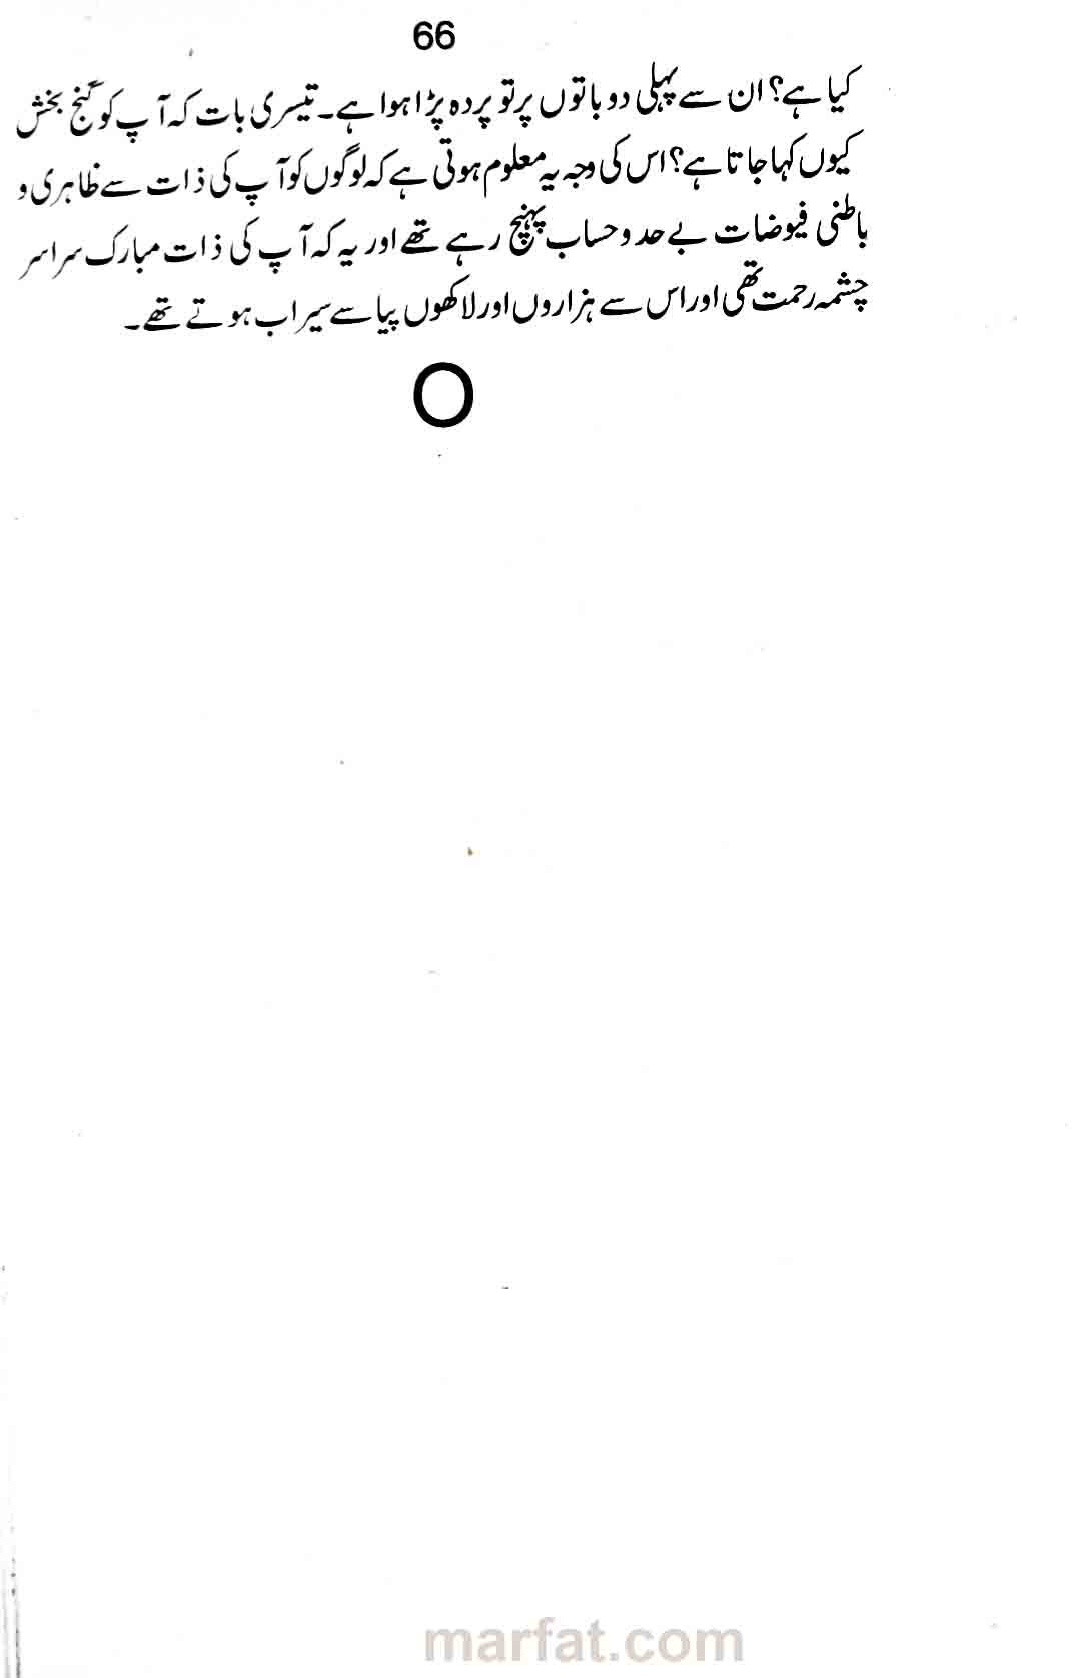 66
کیا ہے؟ ان سے پہلی دو باتوں پر تو پردہ پڑا ہوا ہے۔ تیسری بات کہ آپ کو گنج بخش
کیوں کہا جاتا ہے؟ اس کی وجہ یہ معلوم ہوتی ہے کہ لوگوں کو آپ کی ذات سے ظاہری و
باطنی فیوضات بے حد و حساب پہنچ رہے تھے اور یہ کہ آپ کی ذات مبارک سراسر
چشمہ رحمت تھی اور اس سے ہزاروں اور لاکھوں پیاسے سیراب ہوتے تھے۔
O
marfat.com